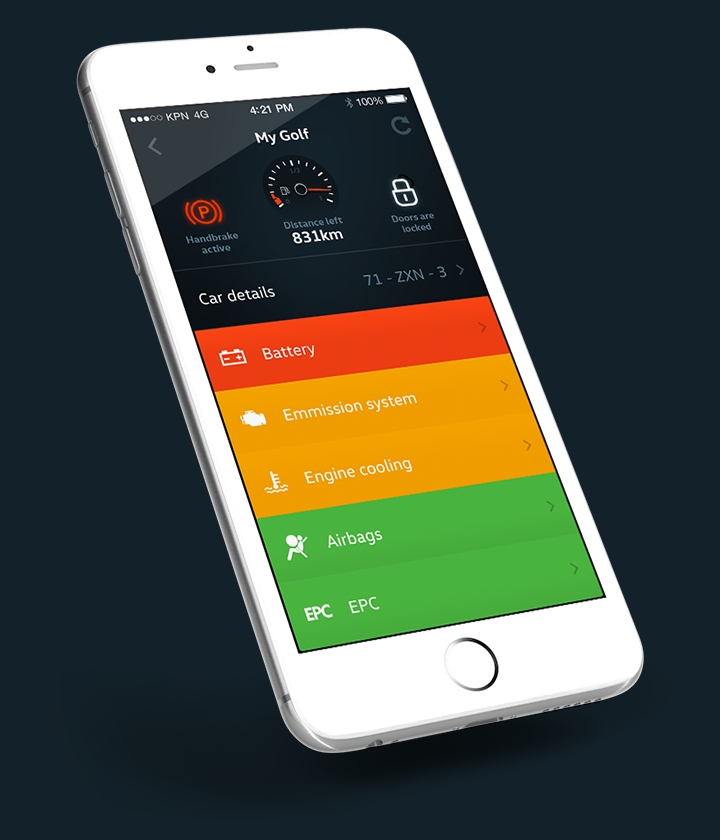 KPN 4G 4:21 PM 100%
My Golf
1/2
Handbrake
active
Distance left
831km
Doors are
locked
Car details 71 - ZXN - 3
Battery
Emmission system
Engine cooling
Airbags
EPC EPC